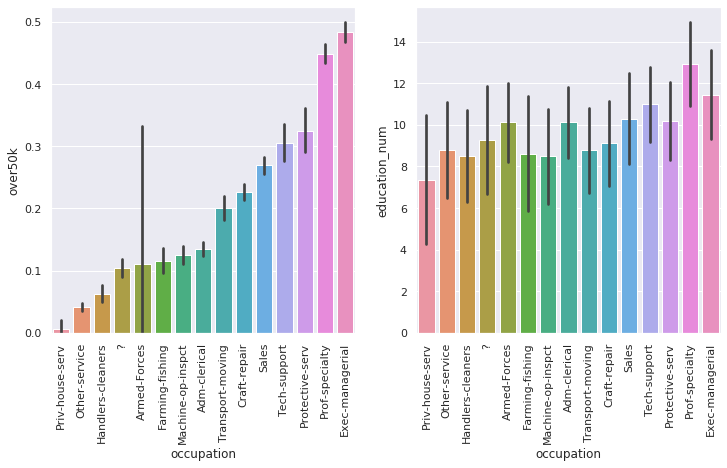 over50k
0.5
0.4
0.3
0.2
0.1
0.0
Priv-house-serv
Other-service
Handlers-cleaners
?
Armed-Forces
Farming-fishing
Machine-op-inspct
Adm-clerical
Transport-moving
Craft-repair
Sales
Tech-support
Protective-serv
Prof-specialty
Exec-managerial
occupation
education_num
14
12
10
8
6
4
2
0
Priv-house-serv
Other-service
Handlers-cleaners
?
Armed-Forces
Farming-fishing
Machine-op-inspct
Adm-clerical
Transport-moving
Craft-repair
Sales
Tech-support
Protective-serv
Prof-specialty
Exec-managerial
occupation